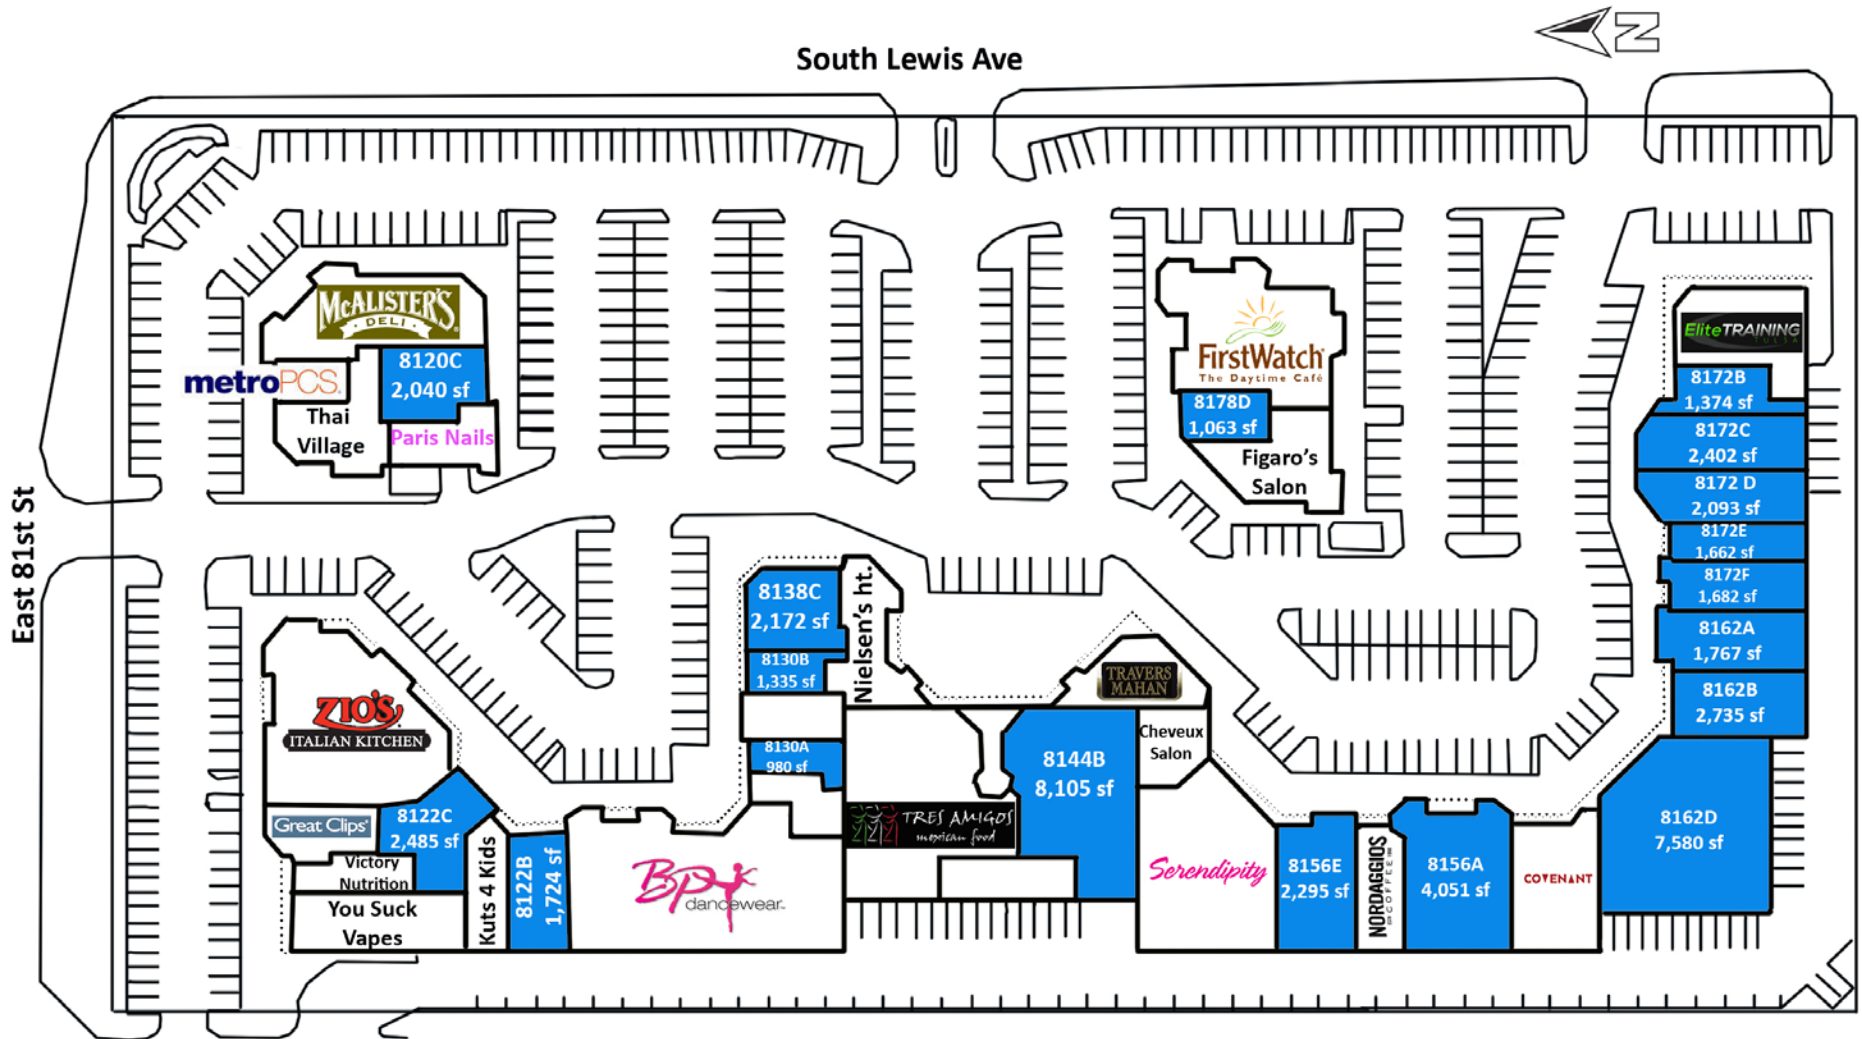 N
South Lewis Ave
East 81st St
McALISTER'S
DELI
metroPCS.
8120C
2,040 sf
Thai
Village
Paris Nails
FirstWatch
The Daytime Café
8178D
1,063 sf
Figaro's
Salon
EliteTRAINING
TULSA
8172B
1,374 sf
8172C
2,402 sf
8172 D
2,093 sf
8172E
1,662 sf
8172F
1,682 sf
8162A
1,767 sf
8162B
2,735 sf
8162D
7,580 sf
8138C
2,172 sf
Nielsen's ht.
8130B
1,335 sf
8130A
980 sf
TRAVERS
MAHAN
Cheveux
Salon
8144B
8,105 sf
ZIO'S
ITALIAN KITCHEN
Great Clips
8122C
2,485 sf
Victory
Nutrition
You Suck
Vapes
Kuts 4 Kids
8122B
1,724 sf
BP
dancewear
TRES AMIGOS
mexican food
Serendipity
8156E
2,295 sf
NORDAGGIOS
COFFEE
8156A
4,051 sf
COVENANT